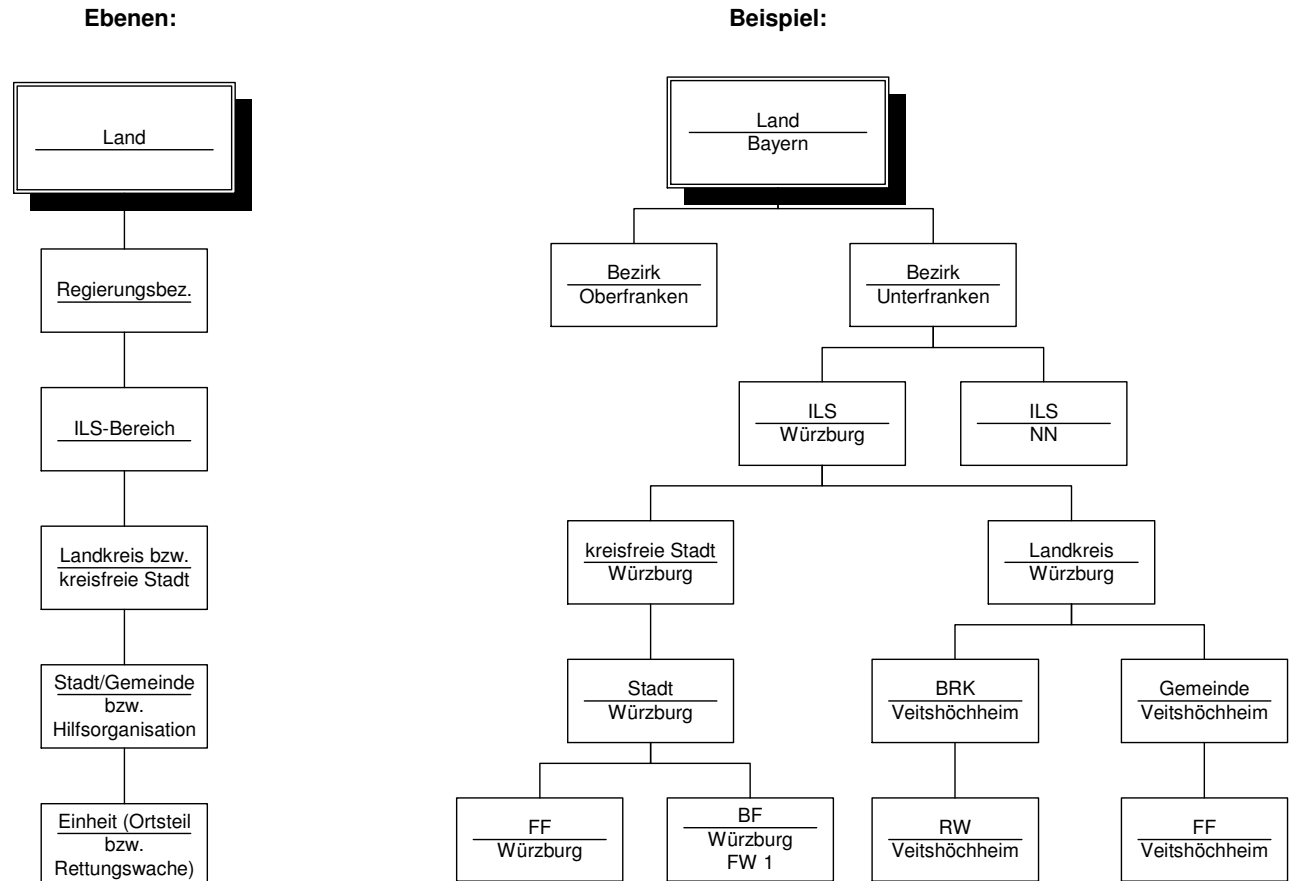 Ebenen:
Beispiel:
Land
Regierungsbez.
ILS-Bereich
Landkreis bzw.
kreisfreie Stadt
Stadt/Gemeinde
bzw.
Hilfsorganisation
Einheit (Ortsteil
bzw.
Rettungswache)
Land
Bayern
Bezirk
Oberfranken
Bezirk
Unterfranken
ILS
Würzburg
ILS
NN
kreisfreie Stadt
Würzburg
Landkreis
Würzburg
Stadt
Würzburg
BRK
Veitshöchheim
Gemeinde
Veitshöchheim
FF
Würzburg
BF
Würzburg
FW 1
RW
Veitshöchheim
FF
Veitshöchheim